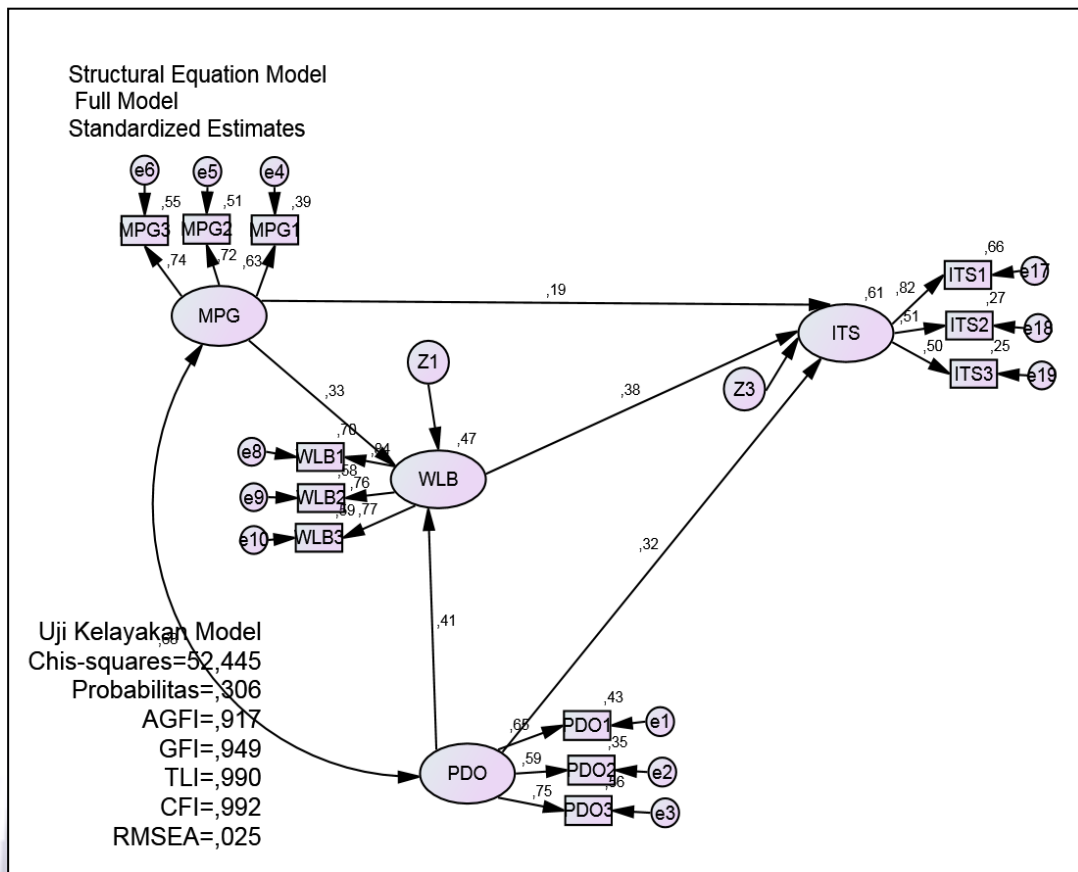 Structural Equation Model
Full Model
Standardized Estimates
e6 e5 e4
,55 ,51 ,39
MPG3 MPG2 MPG1
,74 ,72 ,63
MPG
,19
,61
ITS
,66
,82 ITS1 e17
,27
,51 ITS2 e18
,25
,50 ITS3 e19
Z1
Z3
,33
,38
,47
WLB
,70
e8 WLB1 ,84
,58
e9 WLB2 ,76
,59
e10 WLB3 ,77
,32
,41
Uji Kelayakan Model
Chis-squares=52,445
Probabilitas=,306
AGFI=,917
GFI=,949
TLI=,990
CFI=,992
RMSEA=,025
PDO
,43
,65 PDO1 e1
,35
,59 PDO2 e2
,56
,75 PDO3 e3